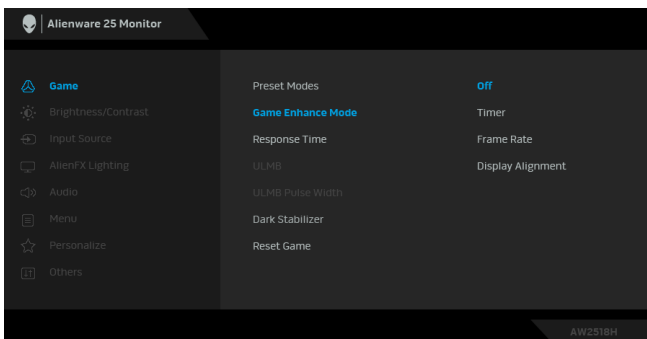 Alienware 25 Monitor
Game
Preset Modes
Off
Brightness/Contrast
Game Enhance Mode
Timer
Input Source
Response Time
Frame Rate
AlienFX Lighting
ULMB
Display Alignment
Audio
ULMB Pulse Width
Menu
Dark Stabilizer
Personalize
Reset Game
Others
AW2518H